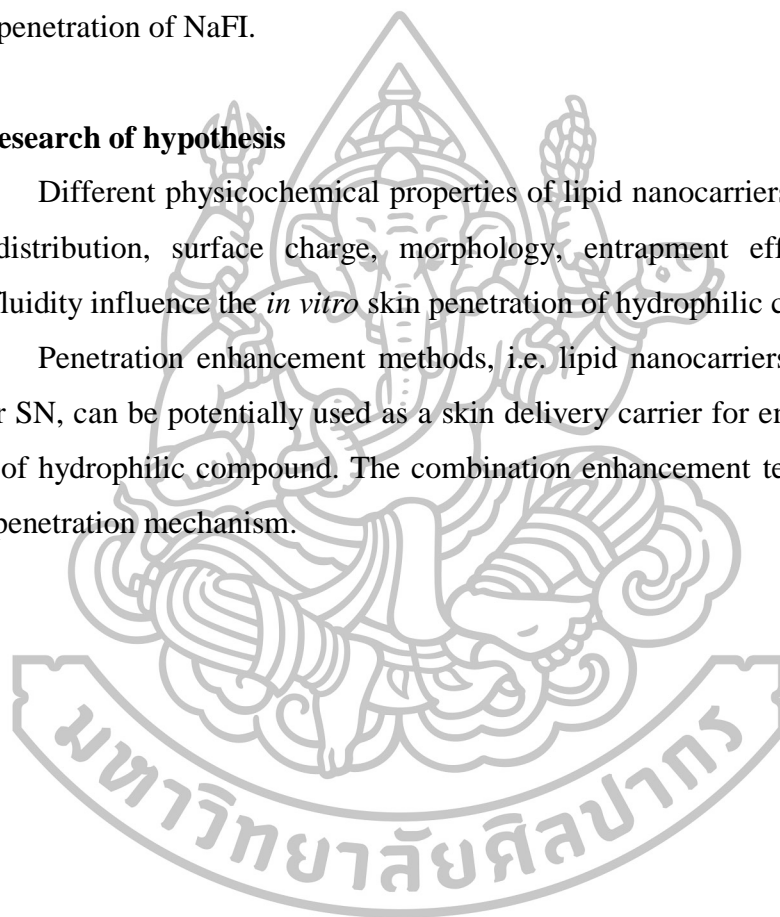 penetration of NaFI.
esearch of hypothesis
Different physicochemical properties of lipid nanocarriers
distribution, surface charge, morphology, entrapment eff
fluidity influence the in vitro skin penetration of hydrophilic c
Penetration enhancement methods, i.e. lipid nanocarriers
r SN, can be potentially used as a skin delivery carrier for en
of hydrophilic compound. The combination enhancement te
penetration mechanism.
มหาวิทยาลัยศิลปากร